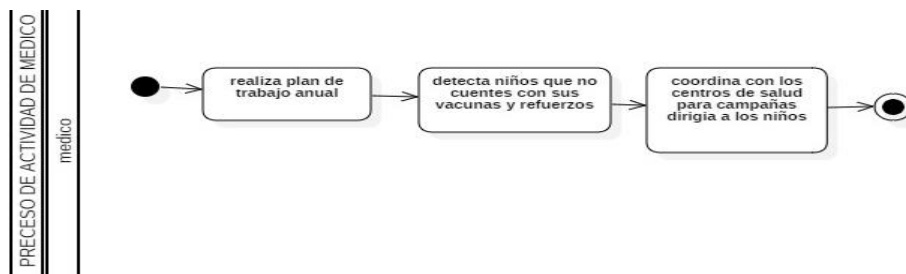 PRECESO DE ACTIVIDAD DE MEDICO
medico
realiza plan de
trabajo anual
detecta niños que no
cuentes con sus
vacunas y refuerzos
coordina con los
centros de salud
para campañas
dirigia a los niños